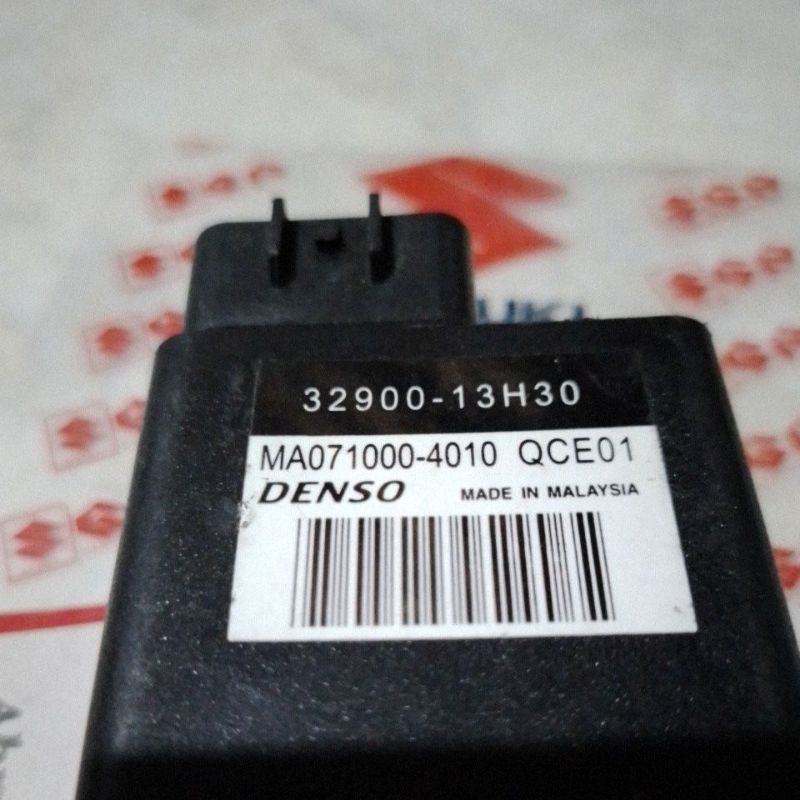 32900-13H30
MA071000-4010 QCE01
DENSO MADE IN MALAYSIA